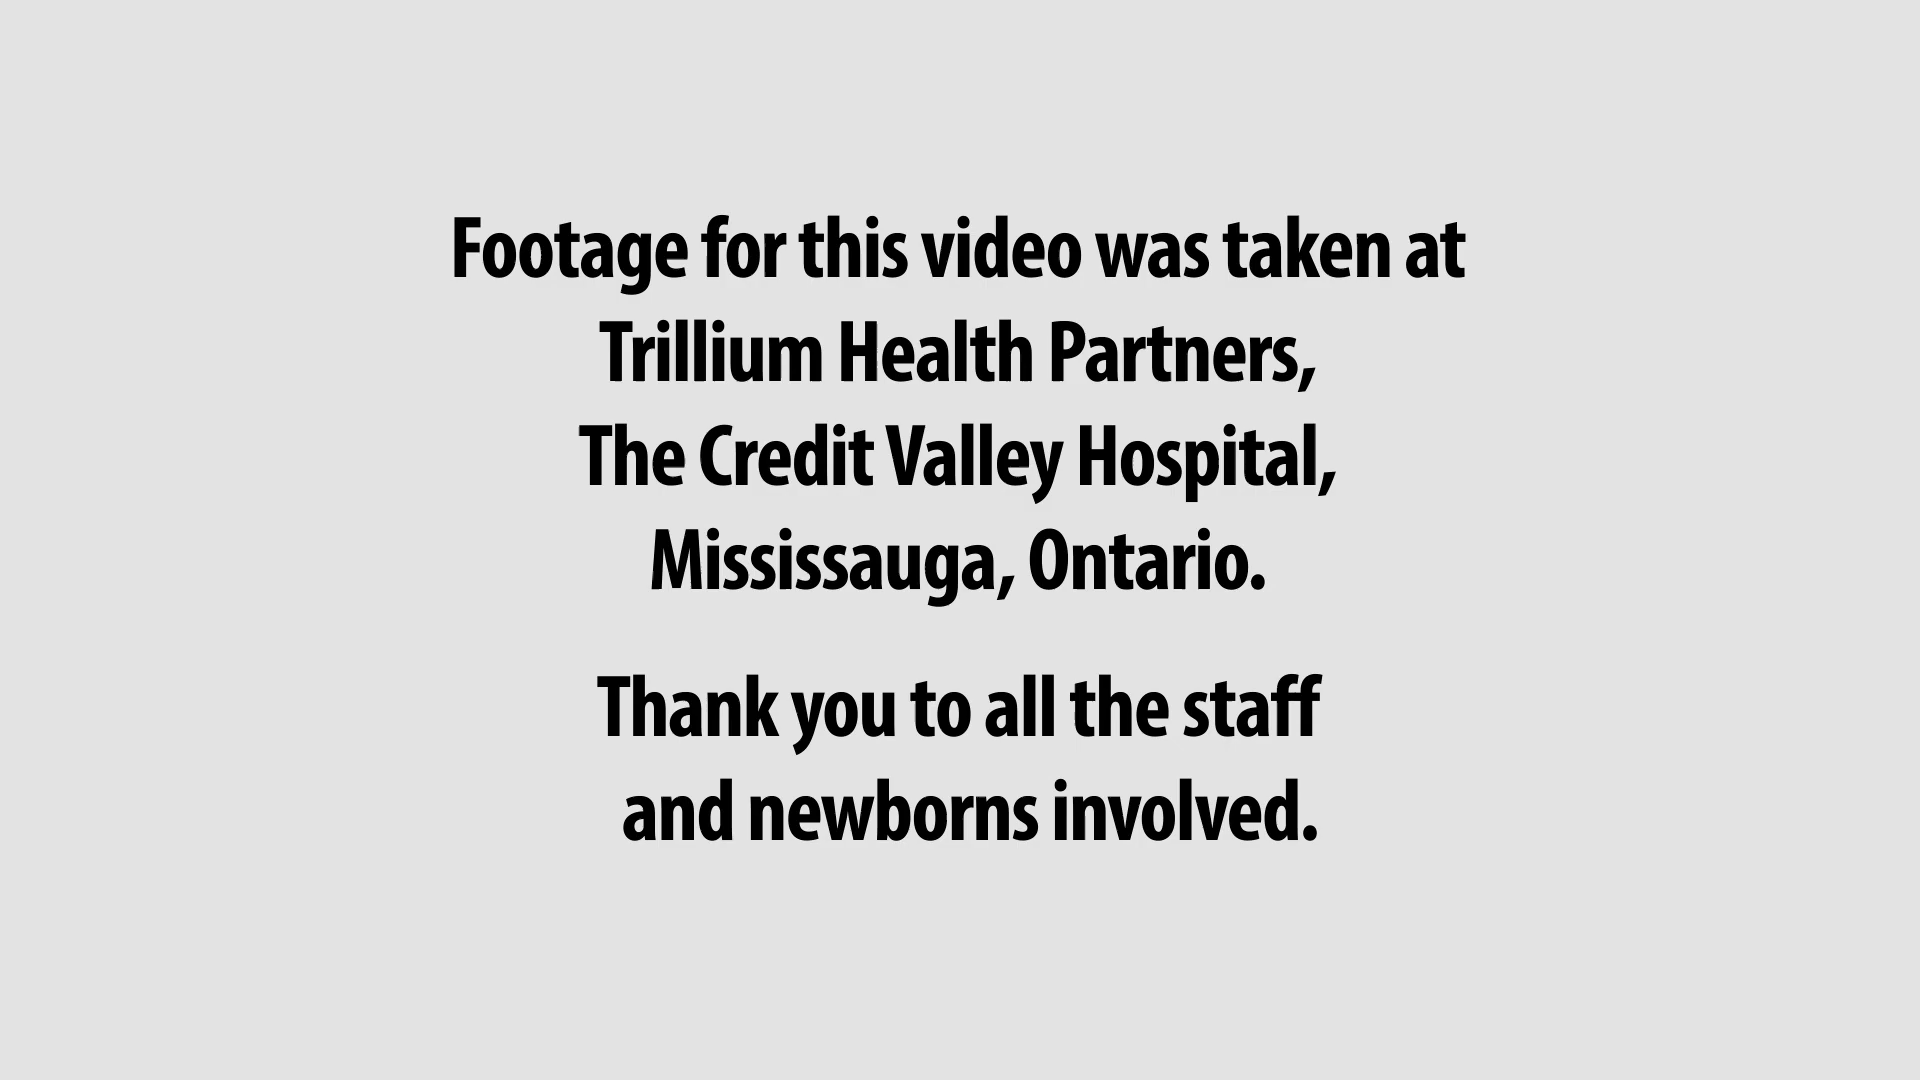 Footage for this video was taken at
Trillium Health Partners,
The Credit Valley Hospital,
Mississauga, Ontario.
Thank you to all the staff
and newborns involved.